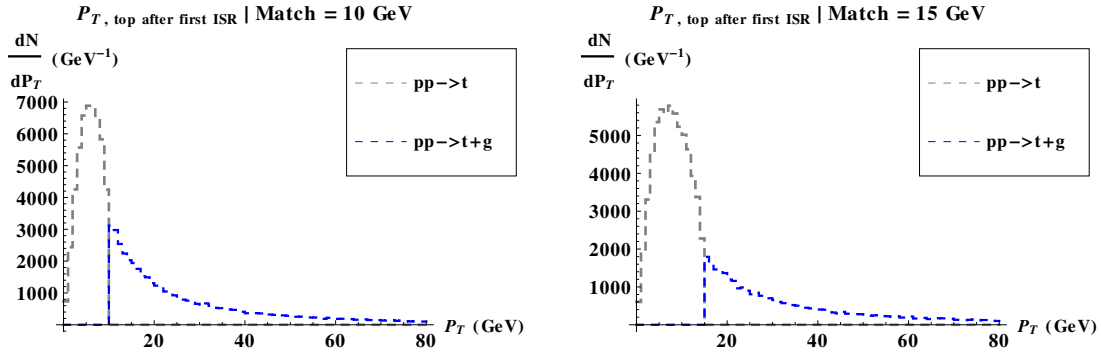 P_T, top after first ISR | Match = 10 GeV
dN
dP_T
(GeV⁻¹)
pp->t
pp->t+g
7000
6000
5000
4000
3000
2000
1000
20 40 60 80
P_T (GeV)
P_T, top after first ISR | Match = 15 GeV
dN
dP_T
(GeV⁻¹)
pp->t
pp->t+g
5000
4000
3000
2000
1000
20 40 60 80
P_T (GeV)